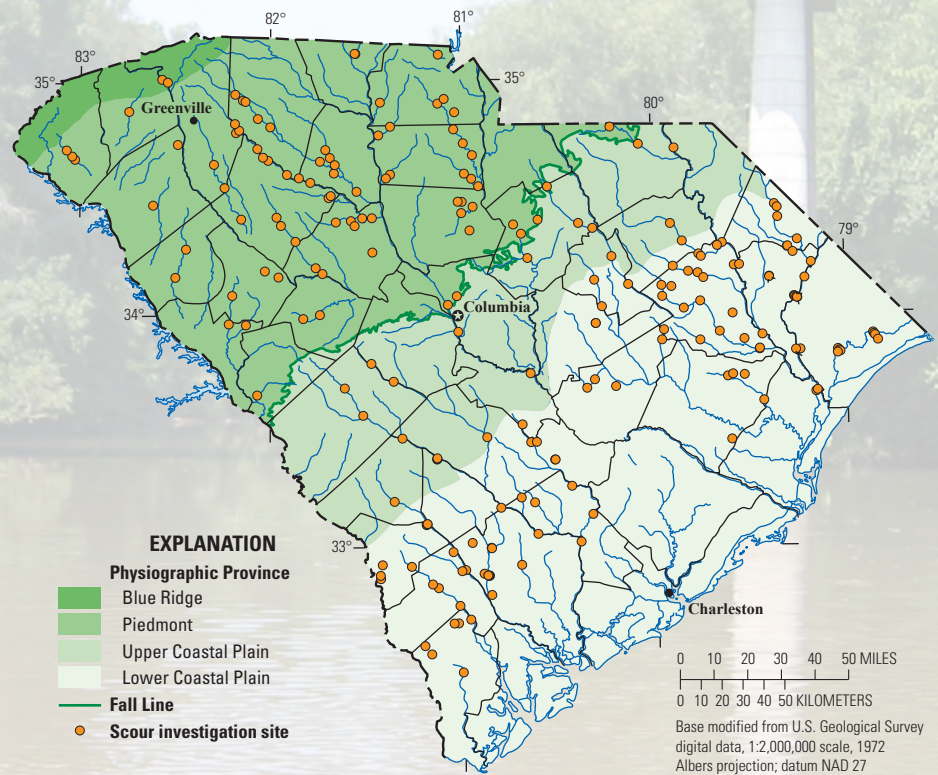 82°
81°
83°
35°
35°
Greenville
80°
79°
Columbia
34°
33°
EXPLANATION
Physiographic Province
Blue Ridge
Piedmont
Upper Coastal Plain
Lower Coastal Plain
Fall Line
Scour investigation site
Charleston
0 10 20 30 40 50 MILES
0 10 20 30 40 50 KILOMETERS
Base modified from U.S. Geological Survey
digital data, 1:2,000,000 scale, 1972
Albers projection; datum NAD 27